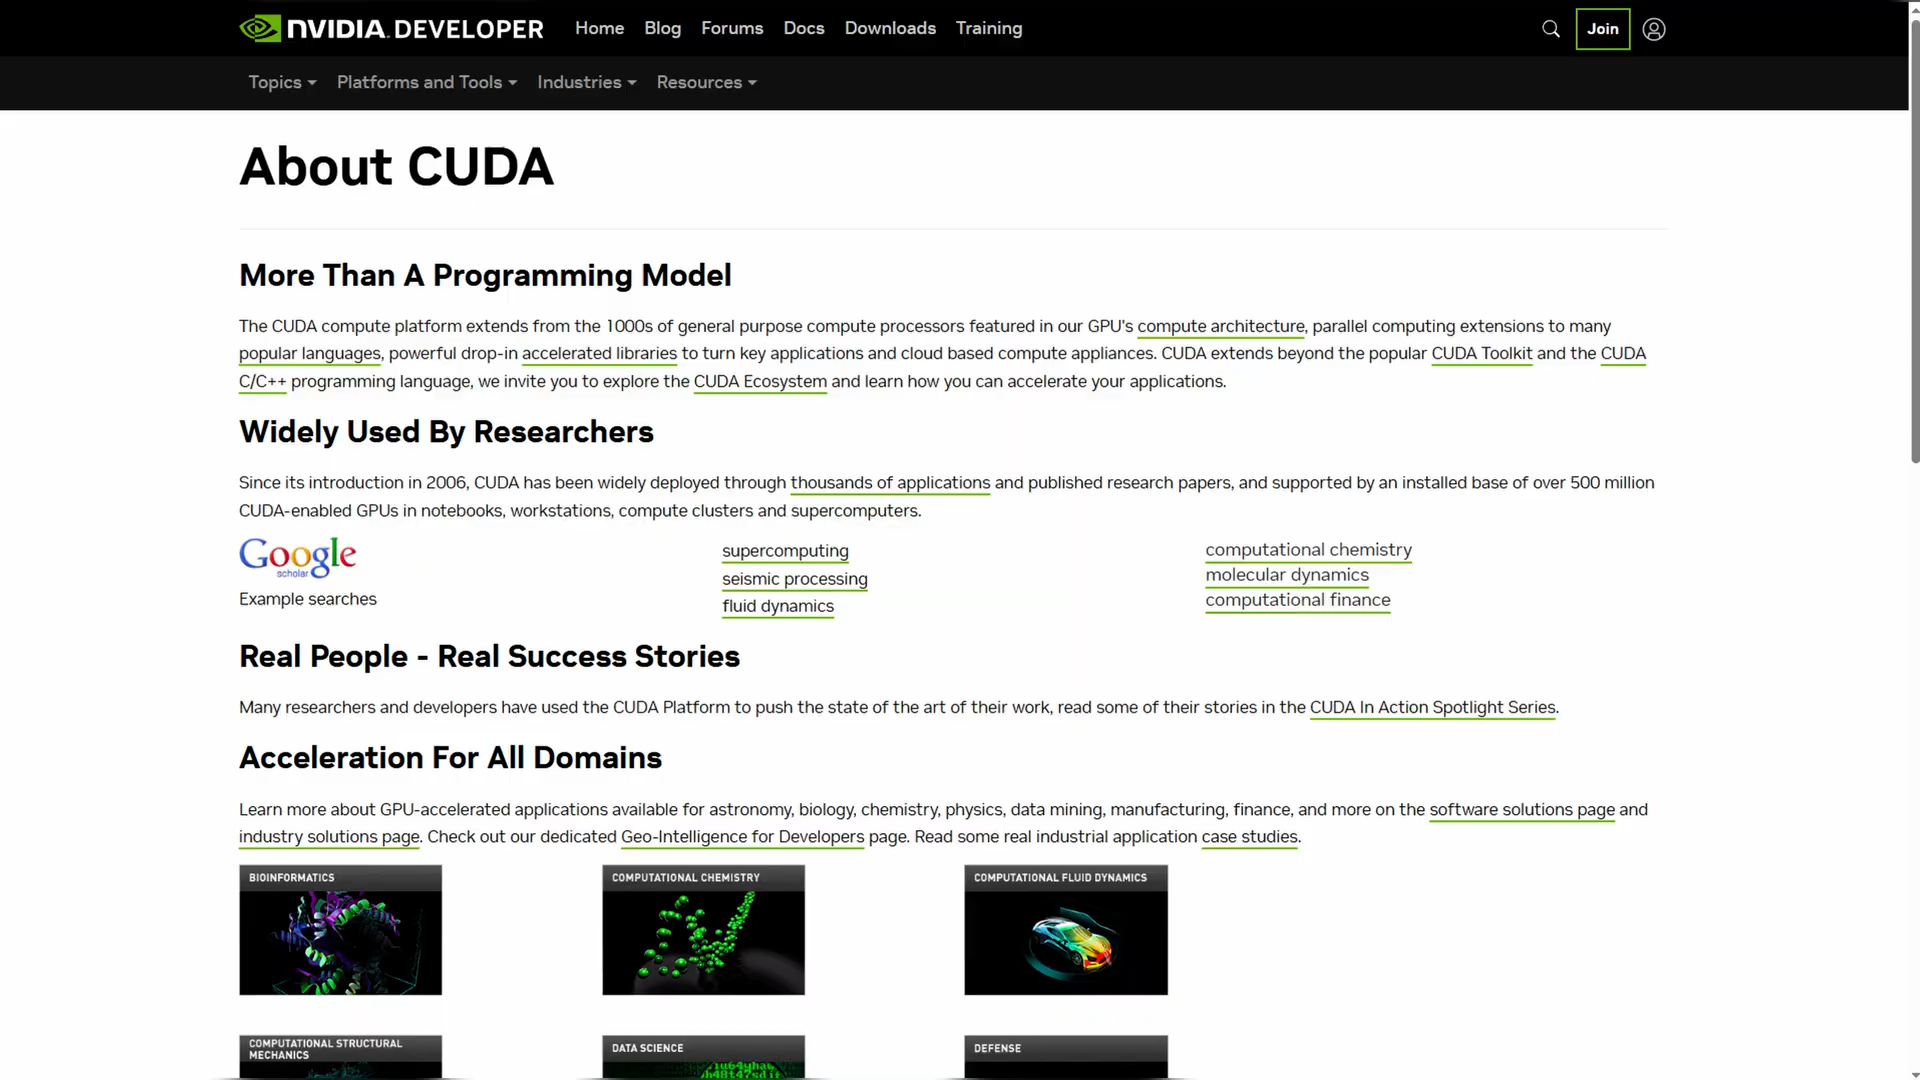 NVIDIA. DEVELOPER Home Blog Forums Docs Downloads Training Join
Topics Platforms and Tools Industries Resources
About CUDA
More Than A Programming Model
The CUDA compute platform extends from the 1000s of general purpose compute processors featured in our GPU's compute architecture, parallel computing extensions to many
popular languages, powerful drop-in accelerated libraries to turn key applications and cloud based compute appliances. CUDA extends beyond the popular CUDA Toolkit and the CUDA
C/C++ programming language, we invite you to explore the CUDA Ecosystem and learn how you can accelerate your applications.
Widely Used By Researchers
Since its introduction in 2006, CUDA has been widely deployed through thousands of applications and published research papers, and supported by an installed base of over 500 million
CUDA-enabled GPUs in notebooks, workstations, compute clusters and supercomputers.
Google
scholar
Example searches
supercomputing
seismic processing
fluid dynamics
computational chemistry
molecular dynamics
computational finance
Real People - Real Success Stories
Many researchers and developers have used the CUDA Platform to push the state of the art of their work, read some of their stories in the CUDA In Action Spotlight Series.
Acceleration For All Domains
Learn more about GPU-accelerated applications available for astronomy, biology, chemistry, physics, data mining, manufacturing, finance, and more on the software solutions page and
industry solutions page. Check out our dedicated Geo-Intelligence for Developers page. Read some real industrial application case studies.
BIOINFORMATICS
COMPUTATIONAL CHEMISTRY
COMPUTATIONAL FLUID DYNAMICS
COMPUTATIONAL STRUCTURAL
MECHANICS
DATA SCIENCE
DEFENSE